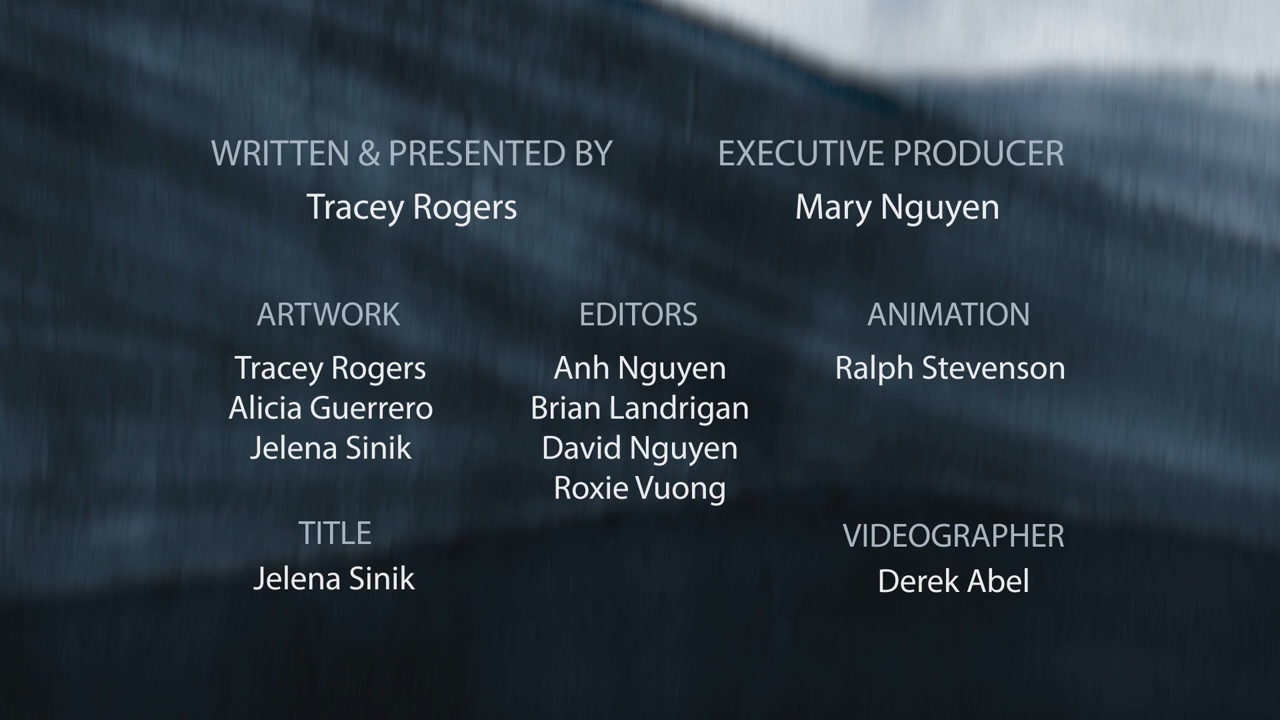 WRITTEN & PRESENTED BY
Tracey Rogers
EXECUTIVE PRODUCER
Mary Nguyen
ARTWORK
Tracey Rogers
Alicia Guerrero
Jelena Sinik
EDITORS
Anh Nguyen
Brian Landrigan
David Nguyen
Roxie Vuong
ANIMATION
Ralph Stevenson
TITLE
Jelena Sinik
VIDEOGRAPHER
Derek Abel